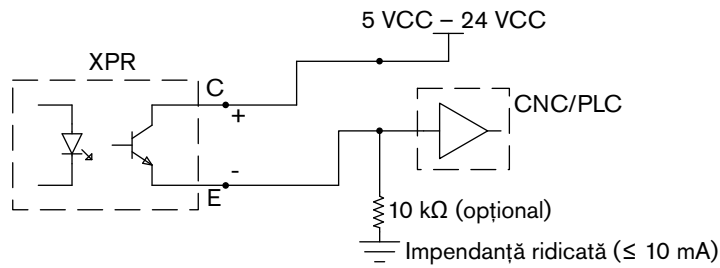 5 VCC – 24 VCC
XPR
C
+
CNC/PLC
-
E
10 kΩ (opțional)
Impendanță ridicată (≤ 10 mA)